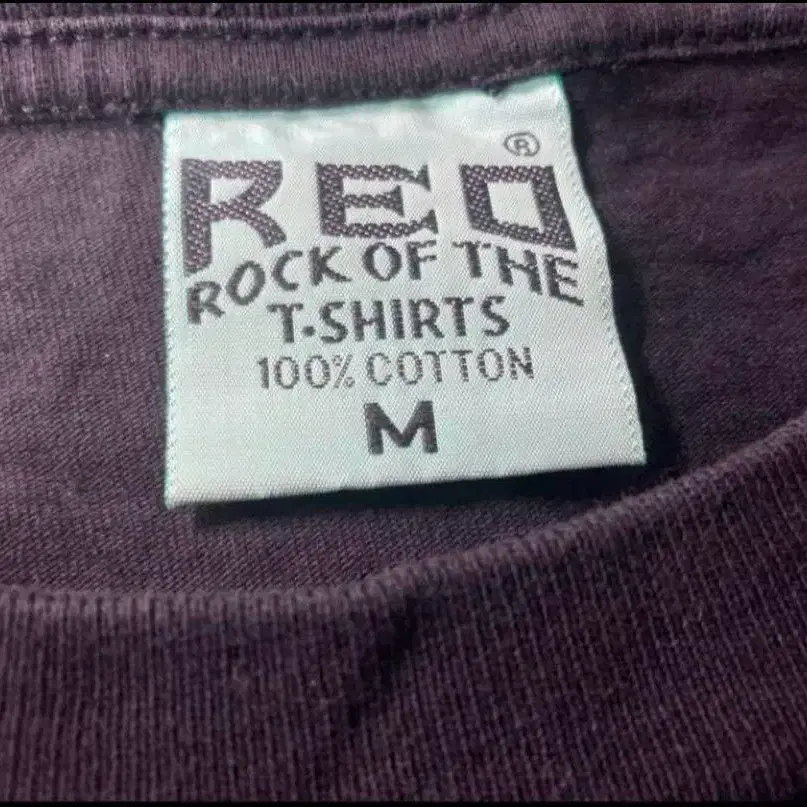 REO®
ROCK OF THE
T-SHIRTS
100% COTTON
M